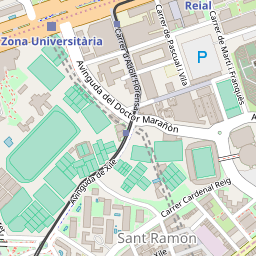 Reial
Zona Universitària
Carrer d'Adolf Florensa
Carrer de Pascual i Vila
Carrer de Martí i Franquès
P
Avinguda del Doctor Marañón
Avinguda de Xile
Carrer Cardenal Reig
Sant Ramon
Xile